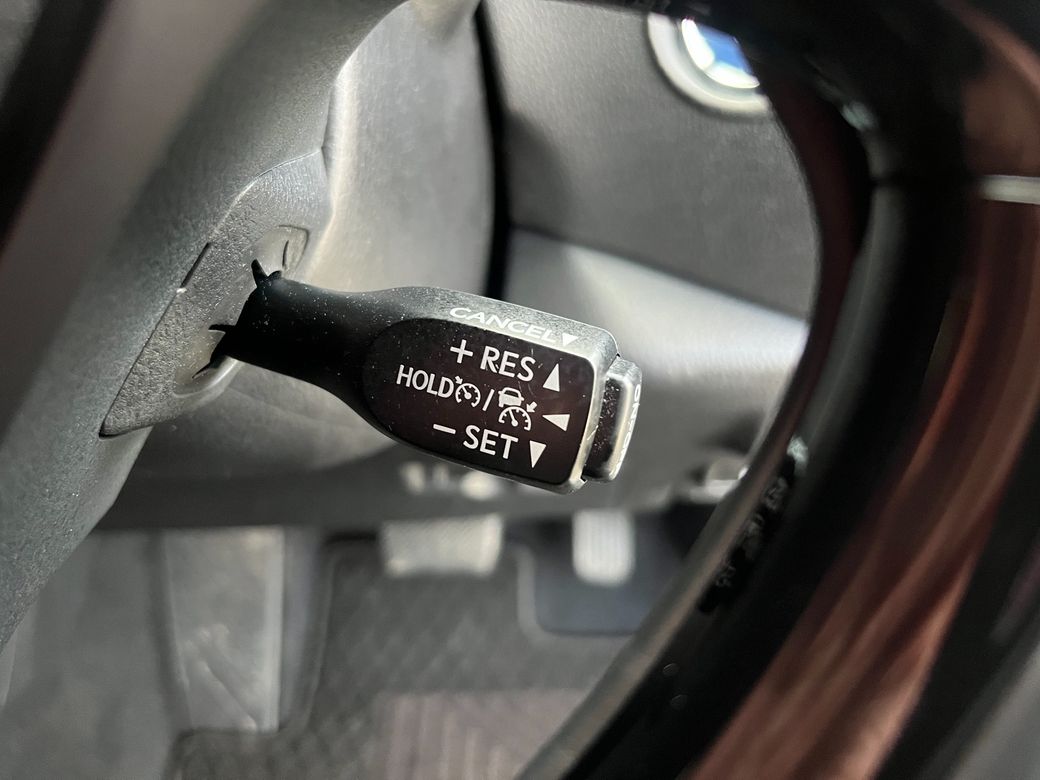 CANCEL▼
+ RES ▲
HOLD / ◀
− SET ▼